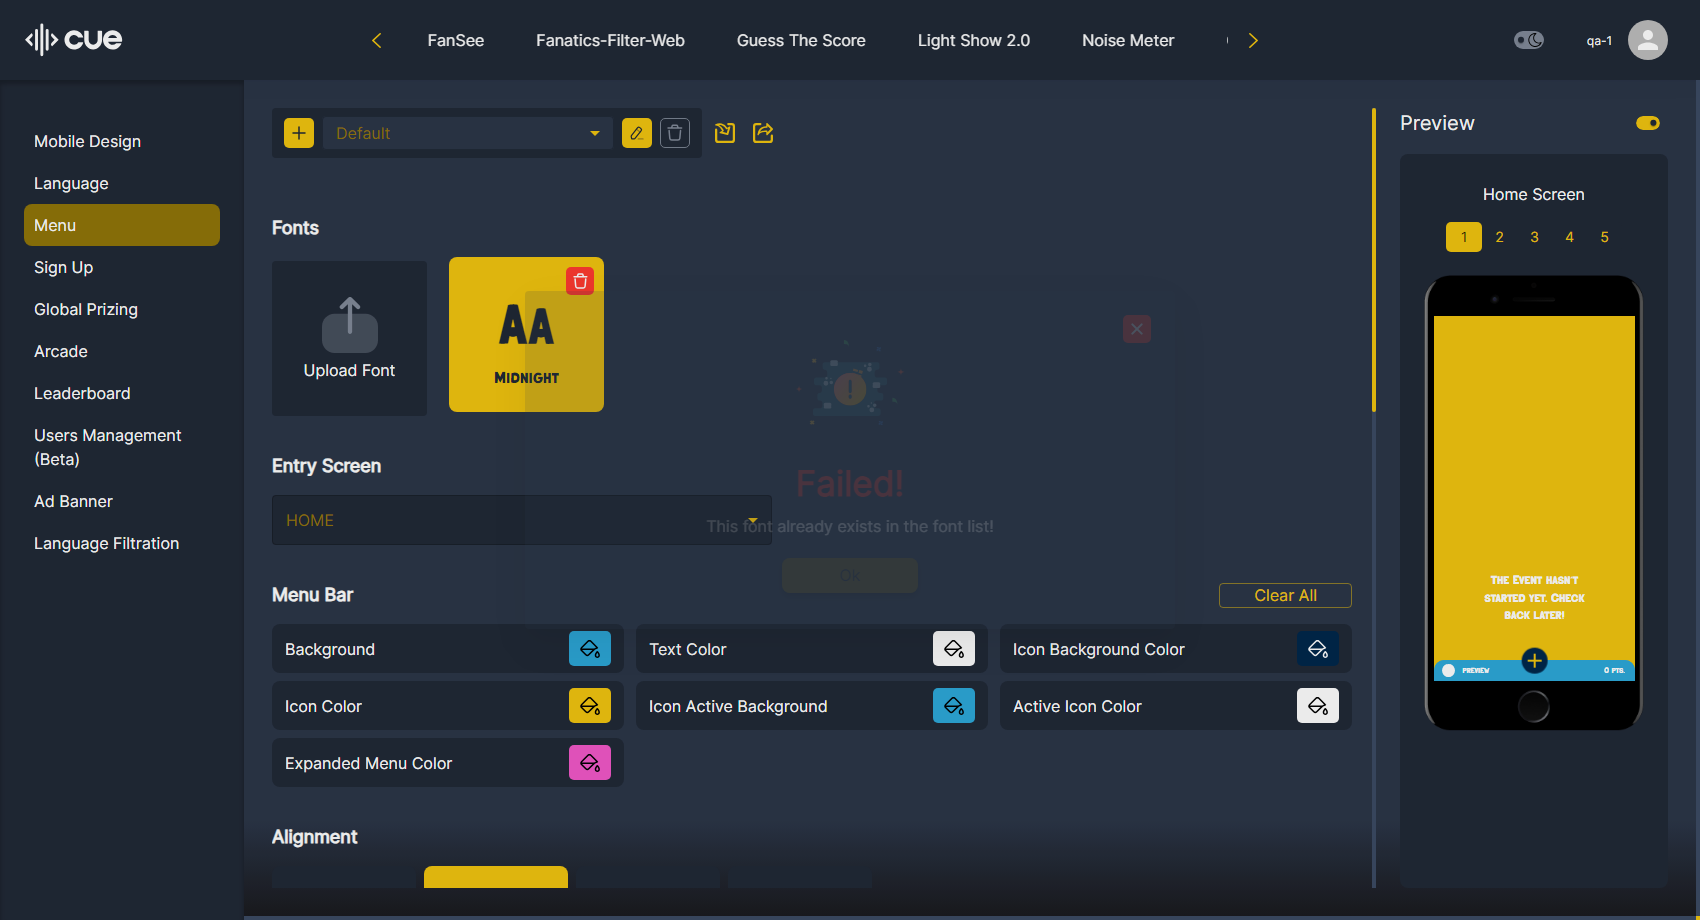 cue
FanSee
Fanatics-Filter-Web
Guess The Score
Light Show 2.0
Noise Meter
qa-1
Mobile Design
Language
Menu
Sign Up
Global Prizing
Arcade
Leaderboard
Users Management
(Beta)
Ad Banner
Language Filtration
Default
Fonts
Upload Font
AA
MIDNIGHT
Failed!
This font already exists in the font list!
Ok
Entry Screen
HOME
Menu Bar
Clear All
Background
Text Color
Icon Background Color
Icon Color
Icon Active Background
Active Icon Color
Expanded Menu Color
Alignment
Preview
Home Screen
1 2 3 4 5
THE EVENT HASN'T
STARTED YET. CHECK
BACK LATER!
PREVIEW
0 PTS.